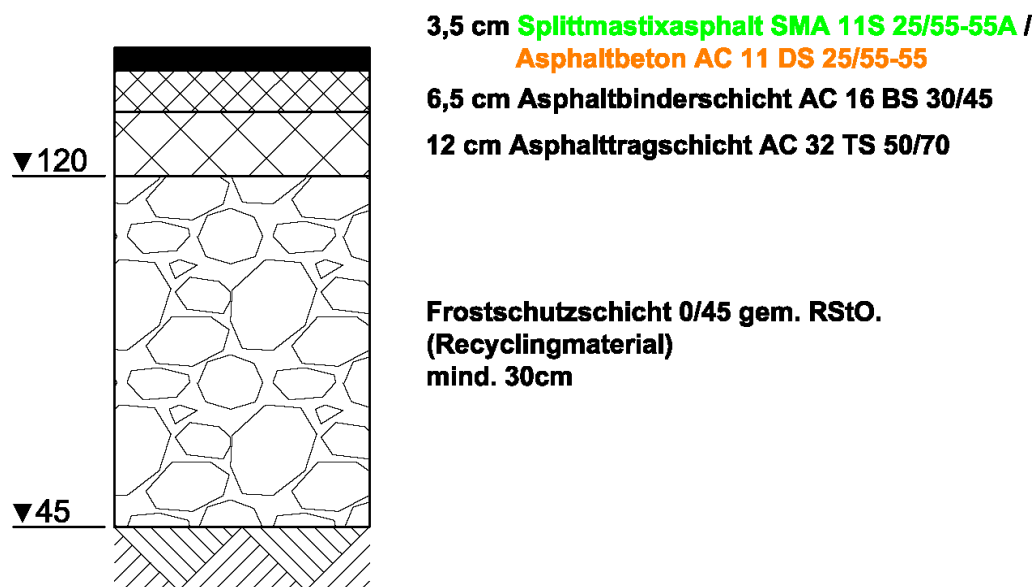 3,5 cm Splittmastixasphalt SMA 11S 25/55-55A /
Asphaltbeton AC 11 DS 25/55-55
6,5 cm Asphaltbinderschicht AC 16 BS 30/45
12 cm Asphalttragschicht AC 32 TS 50/70
▼120
Frostschutzschicht 0/45 gem. RStO.
(Recyclingmaterial)
mind. 30cm
▼45